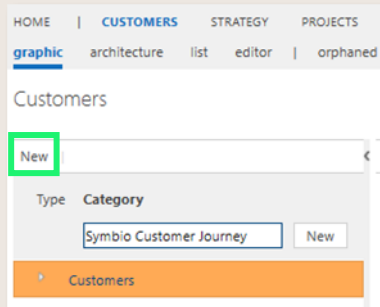 HOME | CUSTOMERS STRATEGY PROJECTS
graphic architecture list editor | orphaned
Customers
New
Type Category
Symbio Customer Journey New
Customers